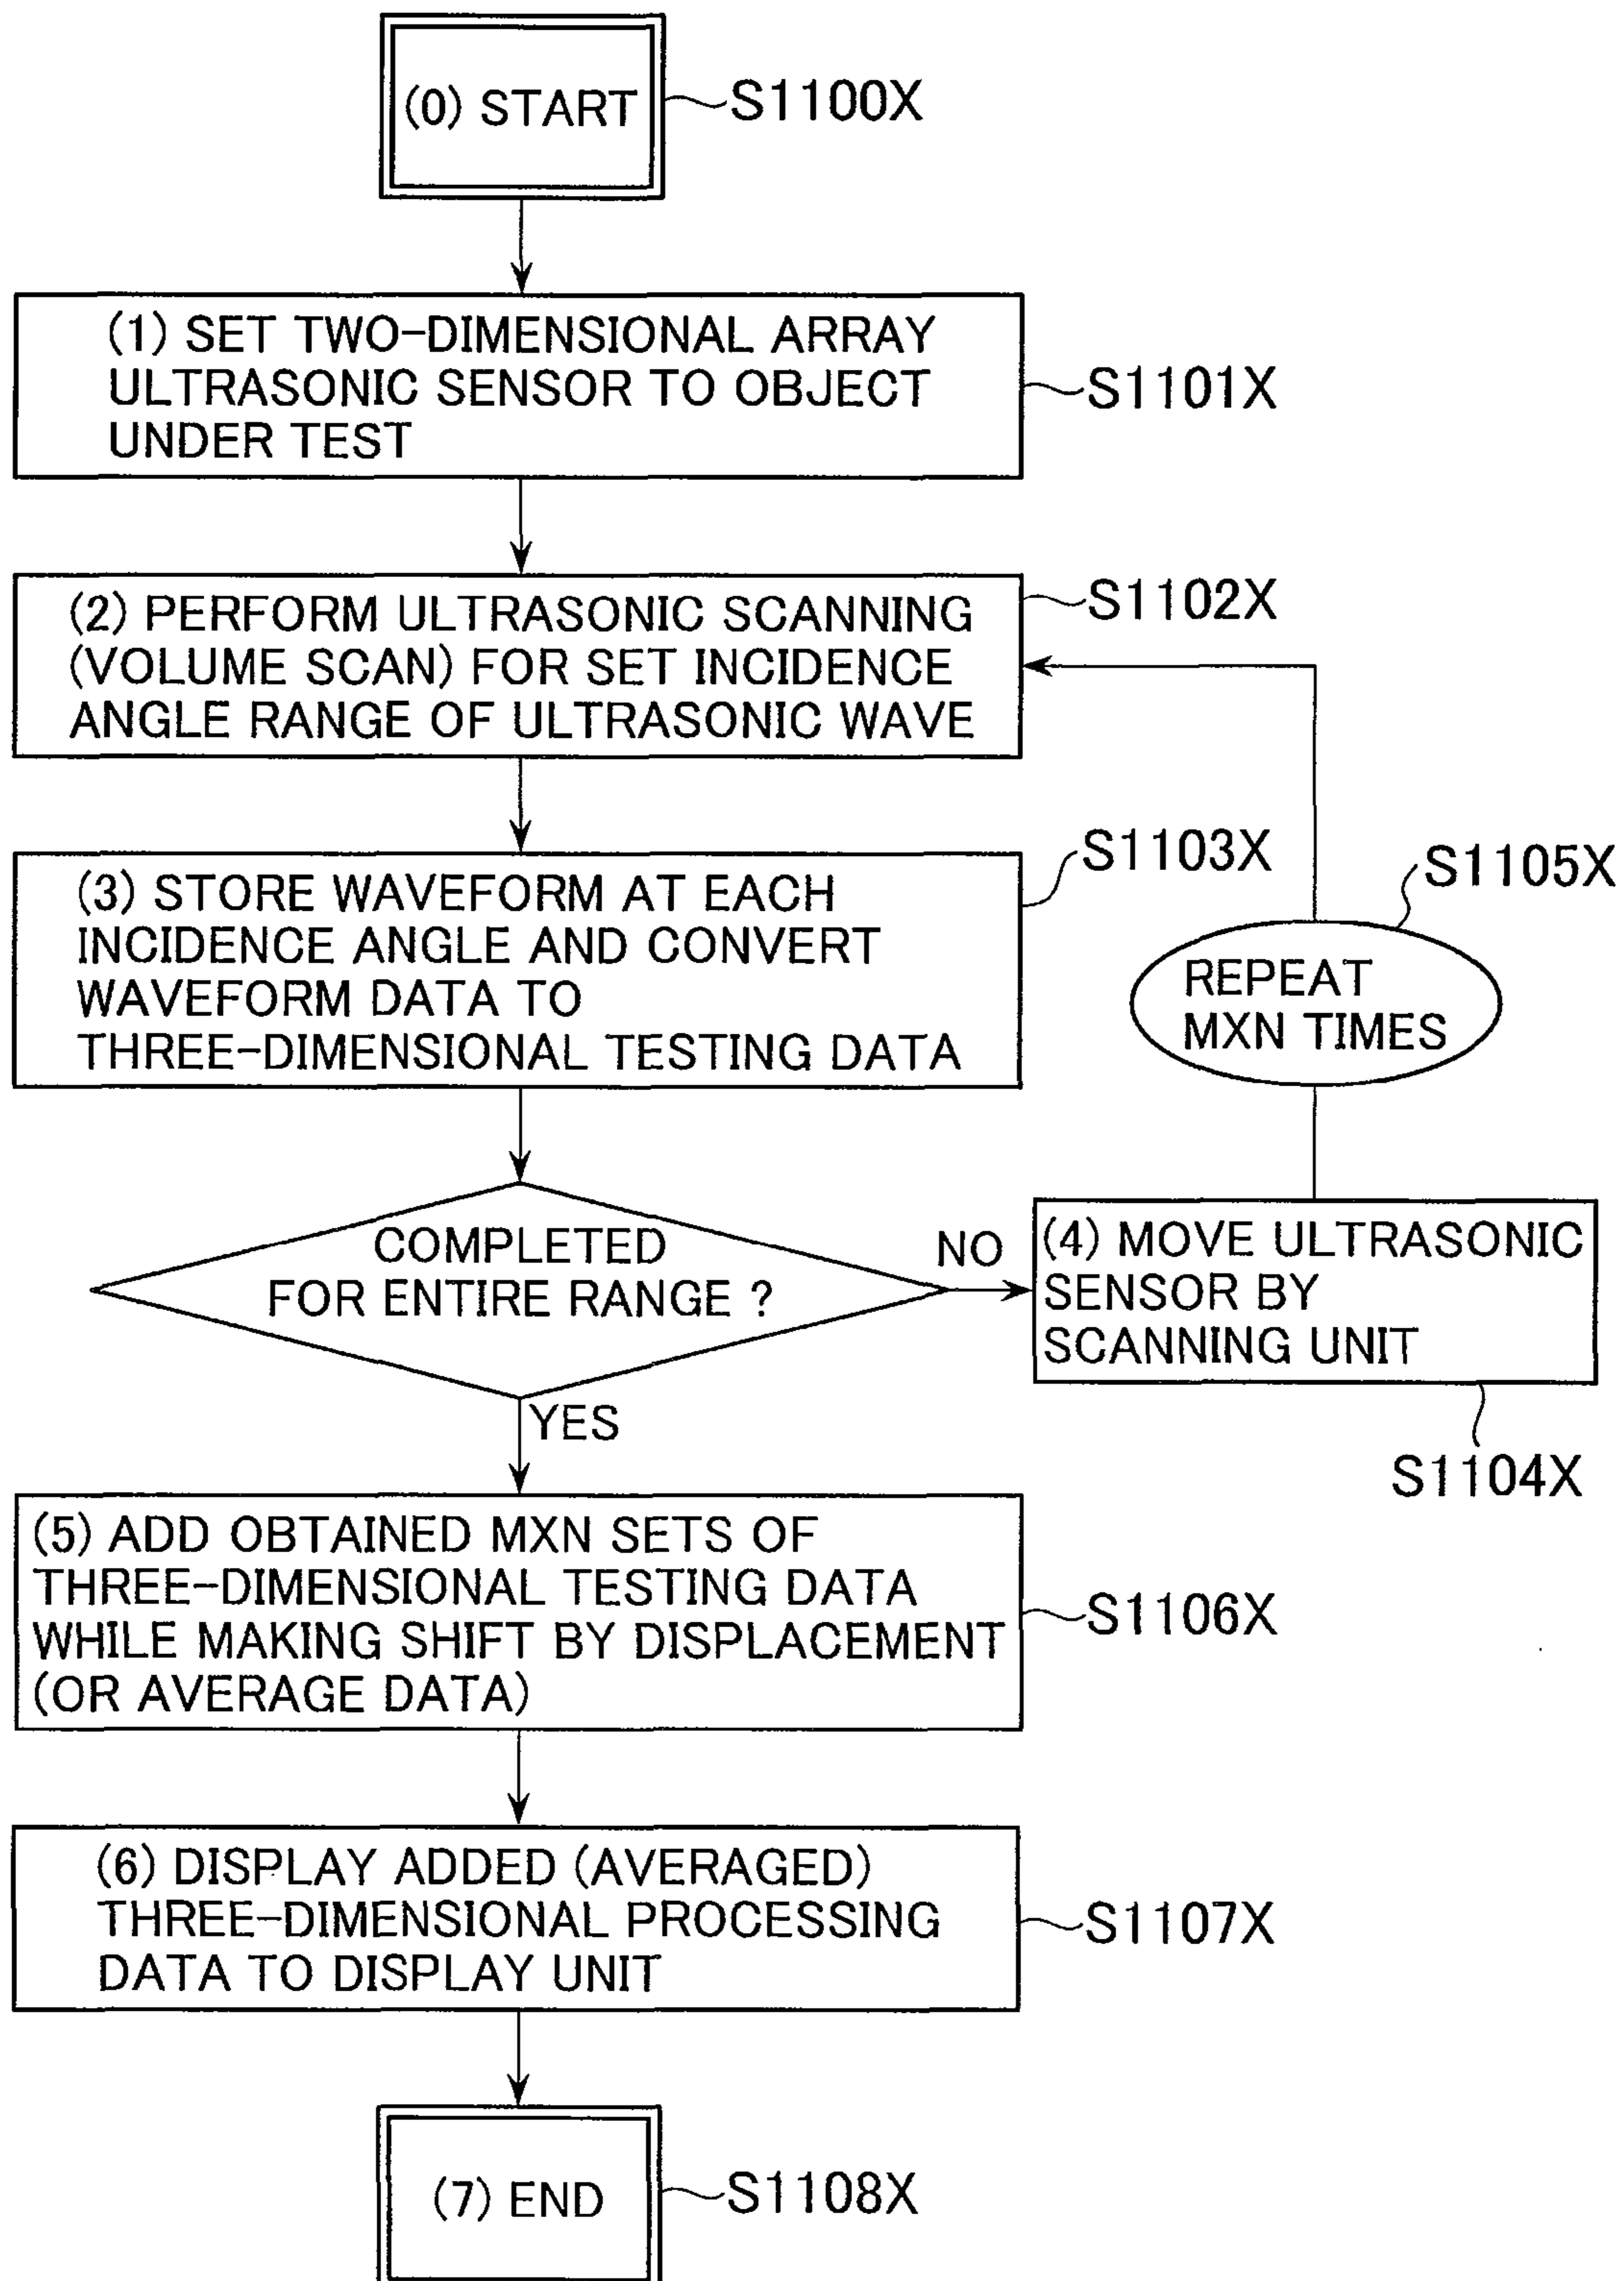 (0) START
S1100X
(1) SET TWO-DIMENSIONAL ARRAY
ULTRASONIC SENSOR TO OBJECT
UNDER TEST
S1101X
(2) PERFORM ULTRASONIC SCANNING
(VOLUME SCAN) FOR SET INCIDENCE
ANGLE RANGE OF ULTRASONIC WAVE
S1102X
(3) STORE WAVEFORM AT EACH
INCIDENCE ANGLE AND CONVERT
WAVEFORM DATA TO
THREE-DIMENSIONAL TESTING DATA
S1103X
S1105X
REPEAT
MXN TIMES
COMPLETED
FOR ENTIRE RANGE ?
NO
(4) MOVE ULTRASONIC
SENSOR BY
SCANNING UNIT
S1104X
YES
(5) ADD OBTAINED MXN SETS OF
THREE-DIMENSIONAL TESTING DATA
WHILE MAKING SHIFT BY DISPLACEMENT
(OR AVERAGE DATA)
S1106X
(6) DISPLAY ADDED (AVERAGED)
THREE-DIMENSIONAL PROCESSING
DATA TO DISPLAY UNIT
S1107X
(7) END
S1108X